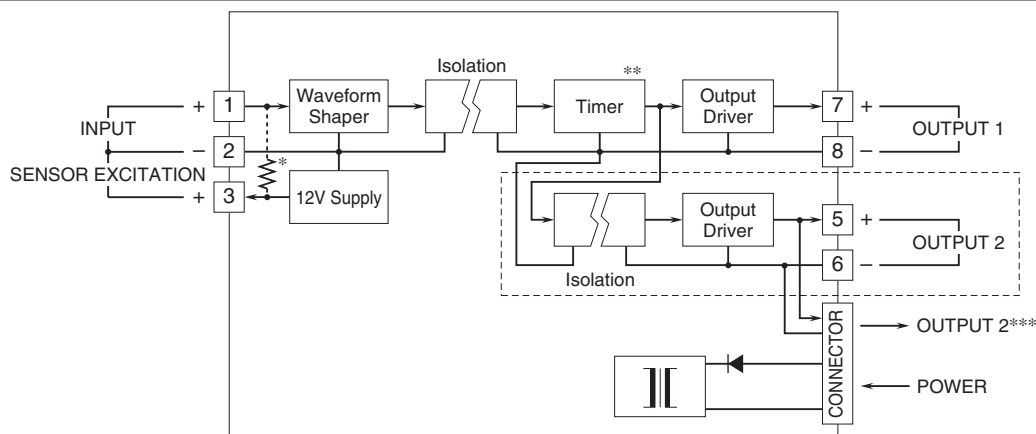 Isolation
**
+ 1
Waveform
Shaper
Timer
Output
Driver
7 +
INPUT
OUTPUT 1
− 2
8 −
SENSOR EXCITATION
*
+ 3
12V Supply
Output
Driver
5 +
OUTPUT 2
6 −
Isolation
CONNECTOR
OUTPUT 2***
POWER